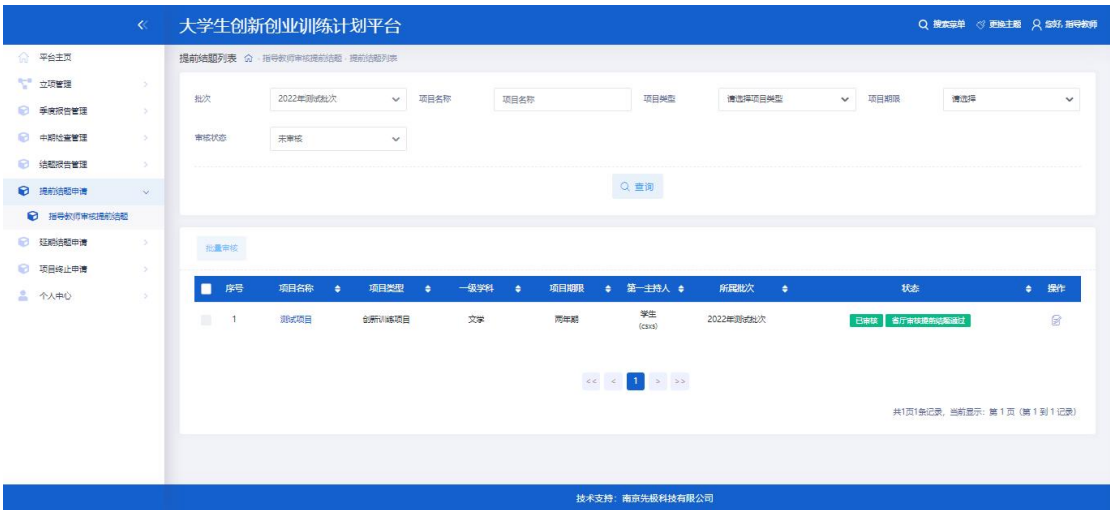 大学生创新创业训练计划平台
搜索菜单 更换主题 您好, 指导教师
平台主页
立项管理
季度报告管理
中期检查管理
结题报告管理
提前结题申请
指导教师审核提前结题
延期结题申请
项目终止申请
个人中心
提前结题列表 - 指导教师审核提前结题 - 提前结题列表
批次 2022年测试批次 项目名称 项目名称 项目类型 请选择项目类型 项目期限 请选择
审核状态 未审核
查询
批量审核
序号 项目名称 项目类型 一级学科 项目期限 第一主持人 所属批次 状态 操作
1 测试项目 创新训练项目 文学 两年期 学生 2022年测试批次 已审核 省厅审核提前结题通过
(csxs)
<< < 1 > >>
共1页1条记录, 当前显示: 第 1 页 (第 1 到 1 记录)
技术支持: 南京先极科技有限公司